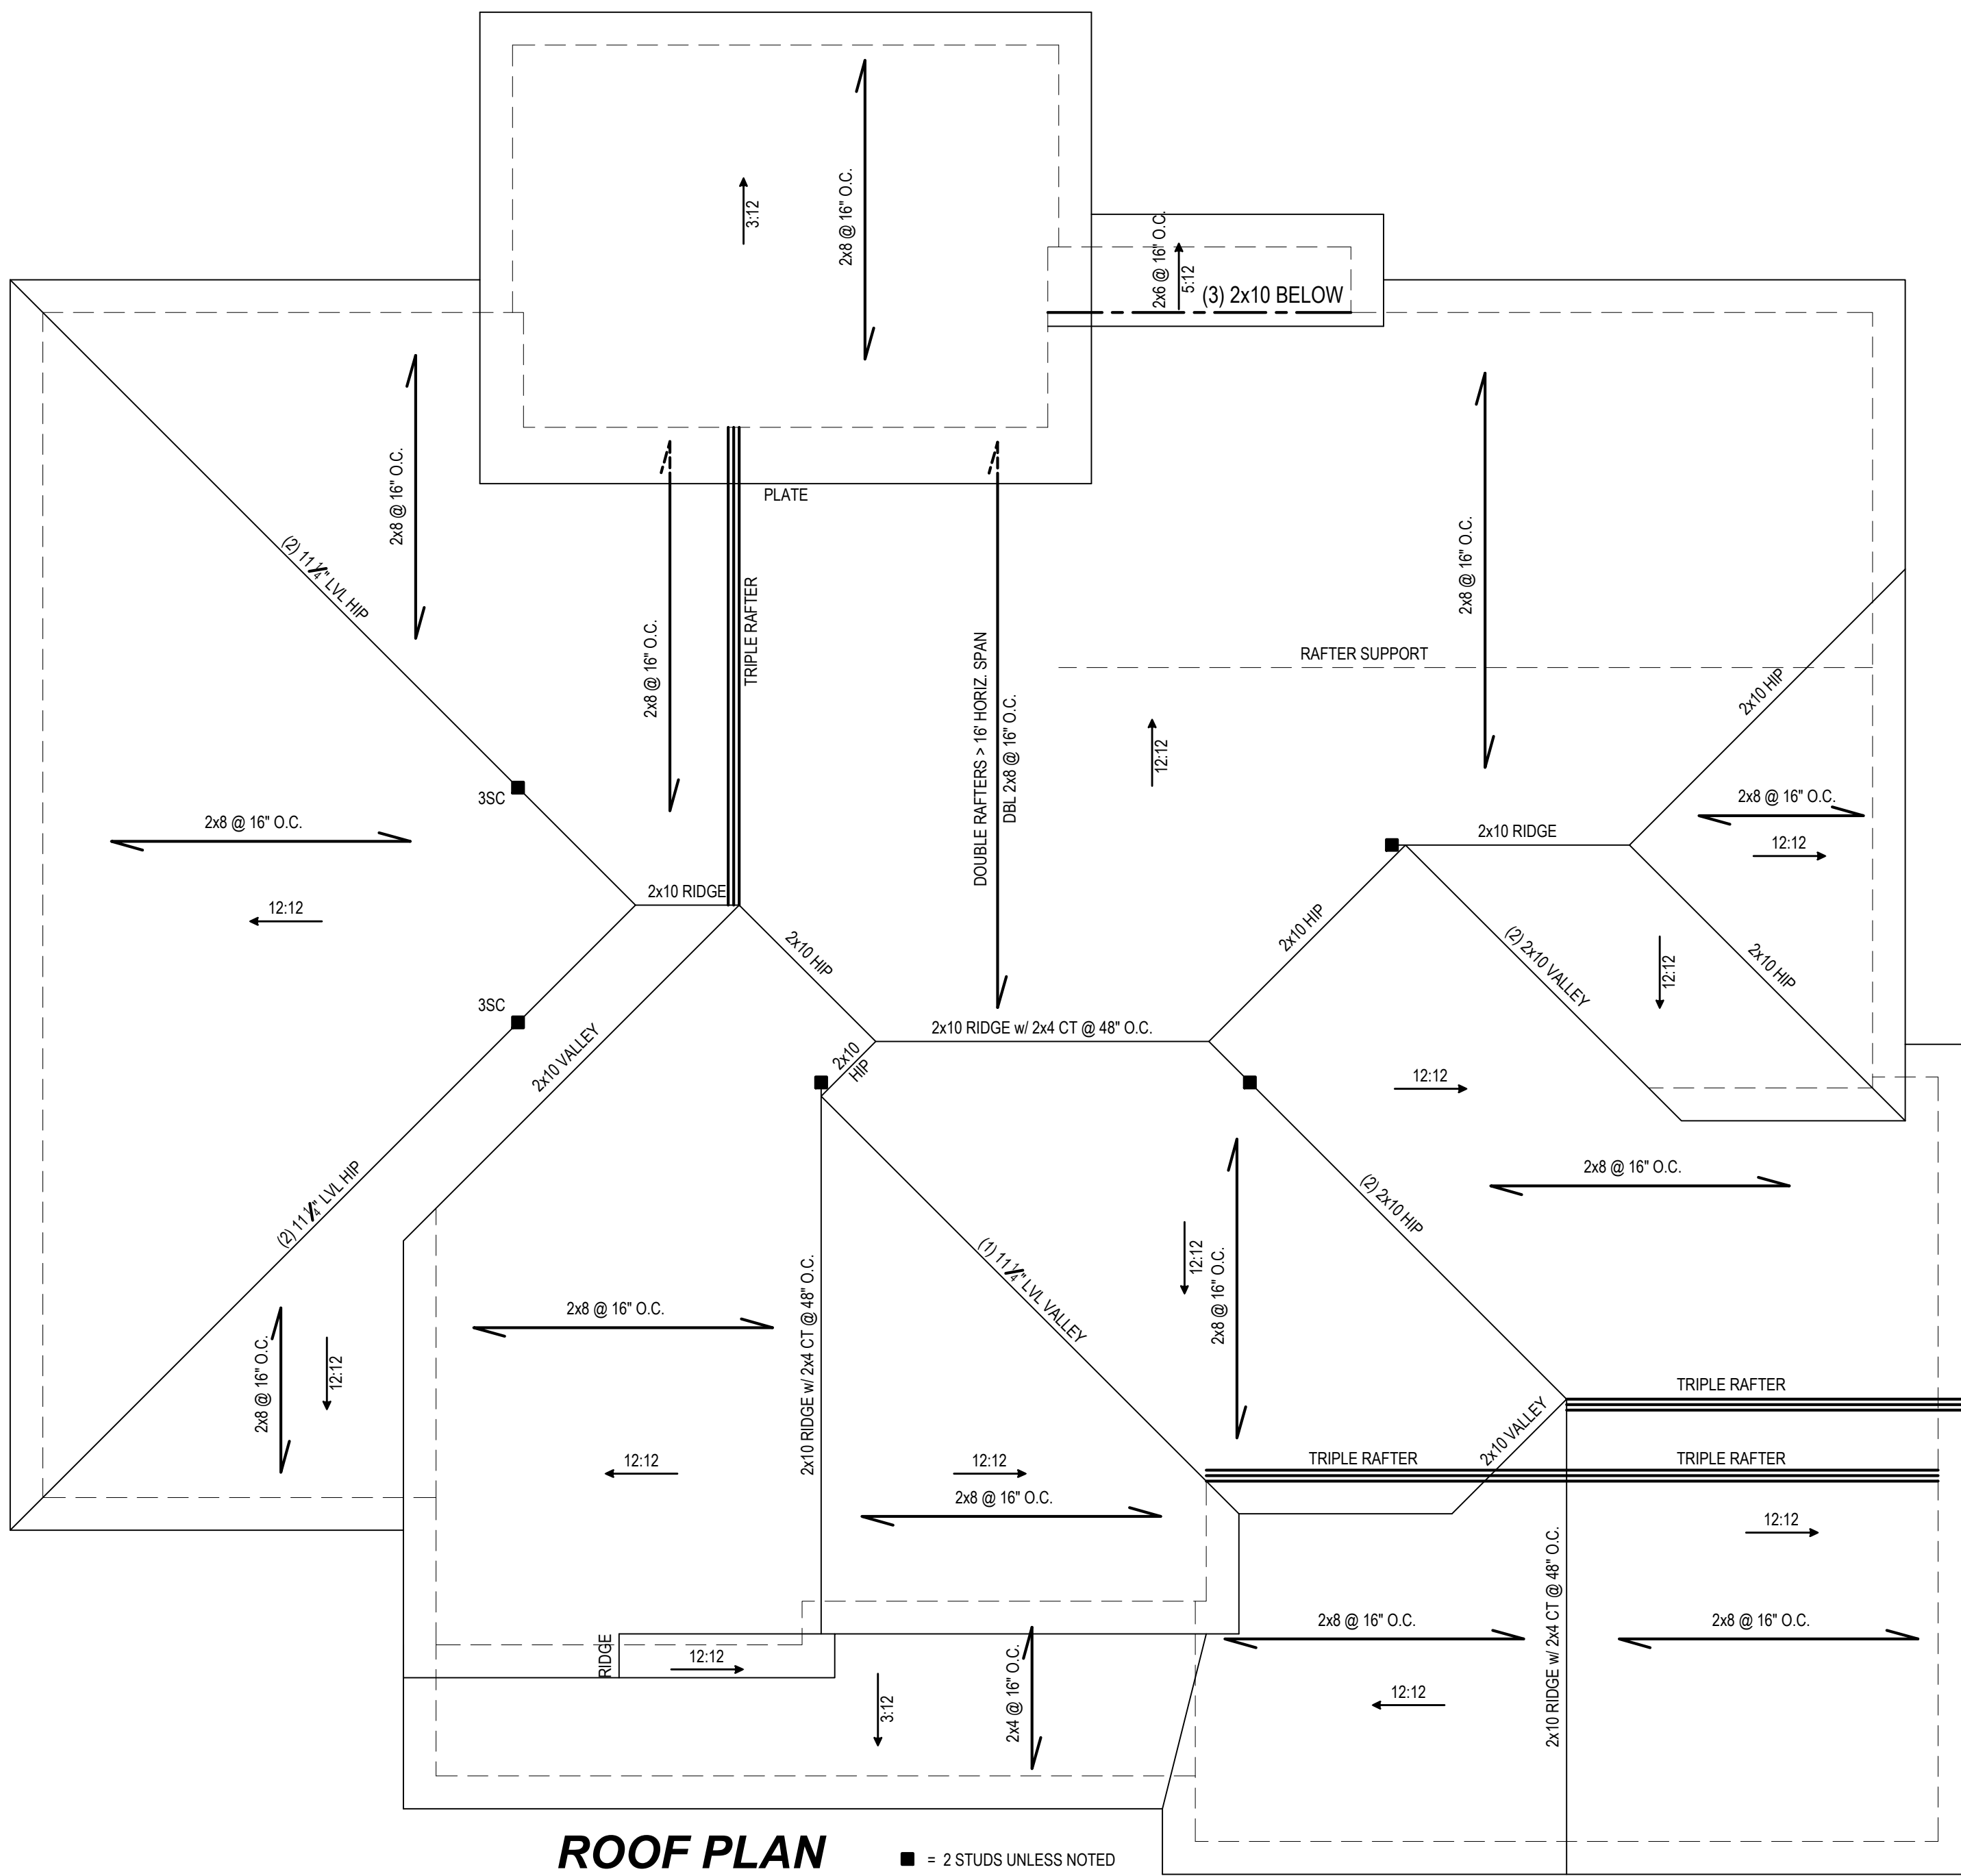 2x8 @ 16" O.C.
3:12
2x6 @ 16" O.C.
5:12
(3) 2x10 BELOW
2x8 @ 16" O.C.
PLATE
(2) 11 1/4" LVL HIP
2x8 @ 16" O.C.
TRIPLE RAFTER
DOUBLE RAFTERS > 16' HORIZ. SPAN
DBL 2x8 @ 16" O.C.
2x8 @ 16" O.C.
RAFTER SUPPORT
2x10 HIP
12:12
3SC
2x8 @ 16" O.C.
2x8 @ 16" O.C.
12:12
2x10 RIDGE
2x10 RIDGE
12:12
2x10 HIP
2x10 HIP
(2) 2x10 VALLEY
12:12
2x10 HIP
3SC
2x10 VALLEY
2x10 RIDGE w/ 2x4 CT @ 48" O.C.
2x10
HIP
12:12
2x8 @ 16" O.C.
(2) 11 1/4" LVL HIP
(2) 2x10 HIP
(1) 11 1/4" LVL VALLEY
12:12
2x8 @ 16" O.C.
2x8 @ 16" O.C.
2x10 RIDGE w/ 2x4 CT @ 48" O.C.
2x8 @ 16" O.C.
12:12
TRIPLE RAFTER
2x10 VALLEY
TRIPLE RAFTER
TRIPLE RAFTER
12:12
12:12
2x8 @ 16" O.C.
12:12
2x8 @ 16" O.C.
2x10 RIDGE w/ 2x4 CT @ 48" O.C.
2x8 @ 16" O.C.
RIDGE
12:12
3:12
2x4 @ 16" O.C.
12:12
ROOF PLAN
= 2 STUDS UNLESS NOTED